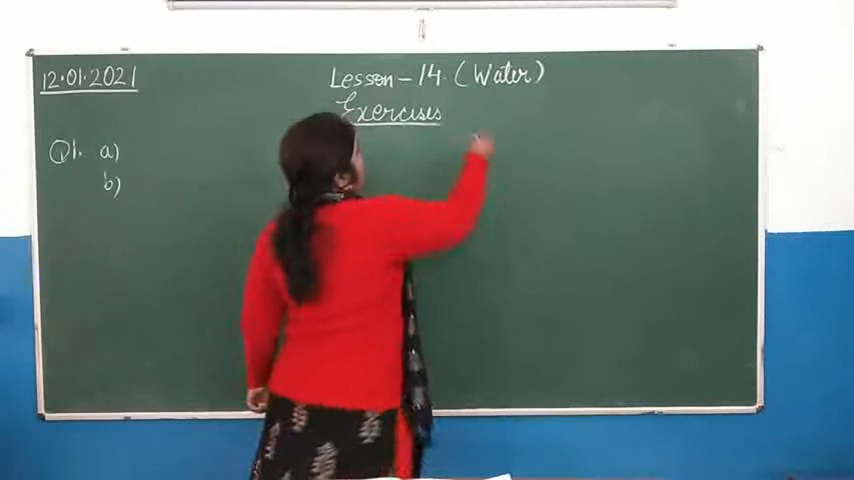 12.01.2021
Lesson - 14. (Water)
Exercises
Q1. a)
b)